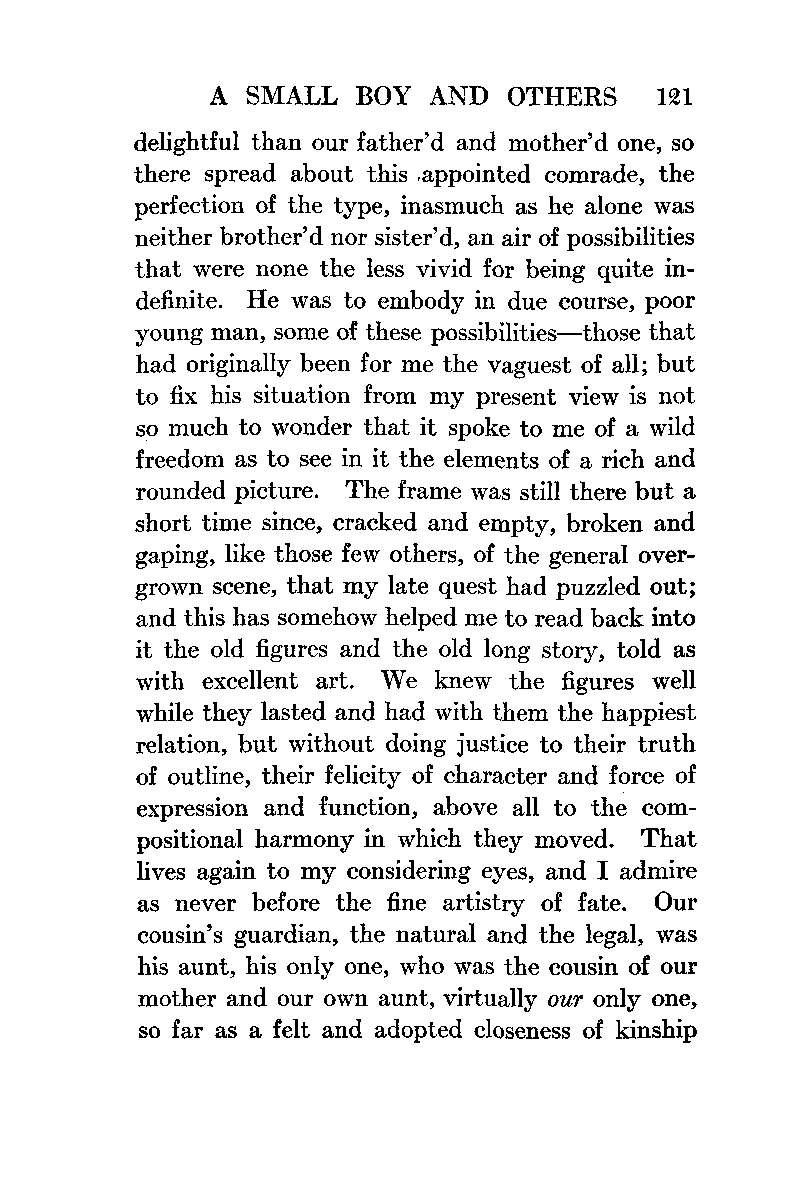 A SMALL BOY AND OTHERS 121
delightful than our father'd and mother'd one, so
there spread about this appointed comrade, the
perfection of the type, inasmuch as he alone was
neither brother'd nor sister'd, an air of possibilities
that were none the less vivid for being quite in-
definite. He was to embody in due course, poor
young man, some of these possibilities—those that
had originally been for me the vaguest of all; but
to fix his situation from my present view is not
so much to wonder that it spoke to me of a wild
freedom as to see in it the elements of a rich and
rounded picture. The frame was still there but a
short time since, cracked and empty, broken and
gaping, like those few others, of the general over-
grown scene, that my late quest had puzzled out;
and this has somehow helped me to read back into
it the old figures and the old long story, told as
with excellent art. We knew the figures well
while they lasted and had with them the happiest
relation, but without doing justice to their truth
of outline, their felicity of character and force of
expression and function, above all to the com-
positional harmony in which they moved. That
lives again to my considering eyes, and I admire
as never before the fine artistry of fate. Our
cousin's guardian, the natural and the legal, was
his aunt, his only one, who was the cousin of our
mother and our own aunt, virtually our only one,
so far as a felt and adopted closeness of kinship